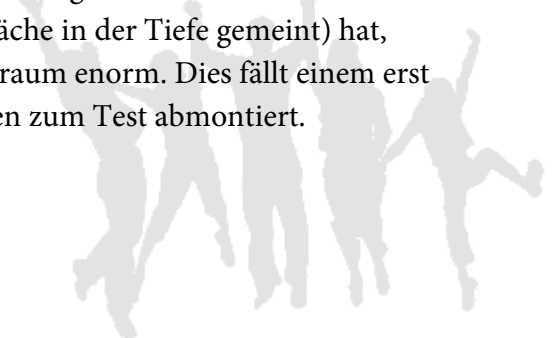 äche in der Tiefe gemeint) hat,
raum enorm. Dies fällt einem erst
en zum Test abmontiert.